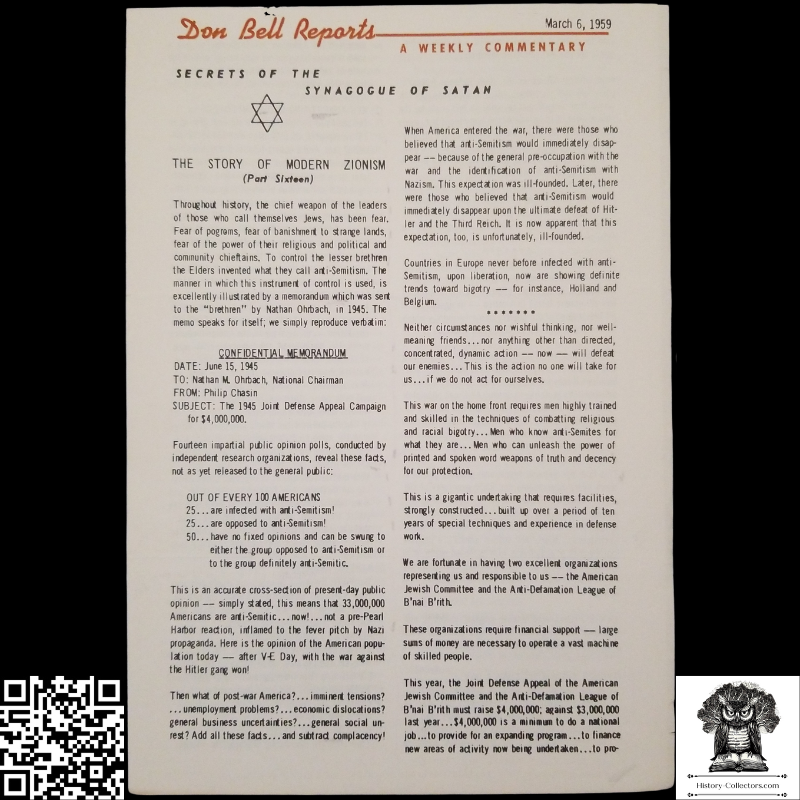 Don Bell Reports
March 6, 1959
A WEEKLY COMMENTARY
SECRETS OF THE
SYNAGOGUE OF SATAN
THE STORY OF MODERN ZIONISM
(Part Sixteen)
Throughout history, the chief weapon of the leaders
of those who call themselves Jews, has been fear.
Fear of pogroms, fear of banishment to strange lands,
fear of the power of their religious and political and
community chieftains. To control the lesser brethren
the Elders invented what they call anti-Semitism. The
manner in which this instrument of control is used, is
excellently illustrated by a memorandum which was sent
to the "brethren" by Nathan Ohrbach, in 1945. The
memo speaks for itself; we simply reproduce verbatim:
CONFIDENTIAL MEMORANDUM
DATE: June 15, 1945
TO: Nathan M. Ohrbach, National Chairman
FROM: Philip Chasin
SUBJECT: The 1945 Joint Defense Appeal Campaign
for $4,000,000.
Fourteen impartial public opinion polls, conducted by
independent research organizations, reveal these facts,
not as yet released to the general public:
OUT OF EVERY 100 AMERICANS
25...are infected with anti-Semitism!
25...are opposed to anti-Semitism!
50...have no fixed opinions and can be swung to
either the group opposed to anti-Semitism or
to the group definitely anti-Semitic.
This is an accurate cross-section of present-day public
opinion -- simply stated, this means that 33,000,000
Americans are anti-Semitic...now!...not a pre-Pearl
Harbor reaction, inflamed to the fever pitch by Nazi
propaganda. Here is the opinion of the American popu-
lation today -- after V-E Day, with the war against
the Hitler gang won!
Then what of post-war America?...imminent tensions?
...unemployment problems?...economic dislocations?
general business uncertainties?...general social un-
rest? Add all these facts...and subtract complacency!
When America entered the war, there were those who
believed that anti-Semitism would immediately disap-
pear -- because of the general pre-occupation with the
war and the identification of anti-Semitism with
Nazism. This expectation was ill-founded. Later, there
were those who believed that anti-Semitism would
immediately disappear upon the ultimate defeat of Hit-
ler and the Third Reich. It is now apparent that this
expectation, too, is unfortunately, ill-founded.
Countries in Europe never before infected with anti-
Semitism, upon liberation, now are showing definite
trends toward bigotry -- for instance, Holland and
Belgium.
*******
Neither circumstances nor wishful thinking, nor well-
meaning friends...nor anything other than directed,
concentrated, dynamic action -- now -- will defeat
our enemies...This is the action no one will take for
us...if we do not act for ourselves.
This war on the home front requires men highly trained
and skilled in the techniques of combatting religious
and racial bigotry...Men who know anti-Semites for
what they are...Men who can unleash the power of
printed and spoken word weapons of truth and decency
for our protection.
This is a gigantic undertaking that requires facilities,
strongly constructed...built up over a period of ten
years of special techniques and experience in defense
work.
We are fortunate in having two excellent organizations
representing us and responsible to us -- the American
Jewish Committee and the Anti-Defamation League of
B'nai B'rith.
These organizations require financial support -- large
sums of money are necessary to operate a vast machine
of skilled people.
This year, the Joint Defense Appeal of the American
Jewish Committee and the Anti-Defamation League of
B'nai B'rith must raise $4,000,000; against $3,000,000
last year...$4,000,000 is a minimum to do a national
job...to provide for an expanding program...to finance
new areas of activity now being undertaken...to pro-
History-Collectors.com